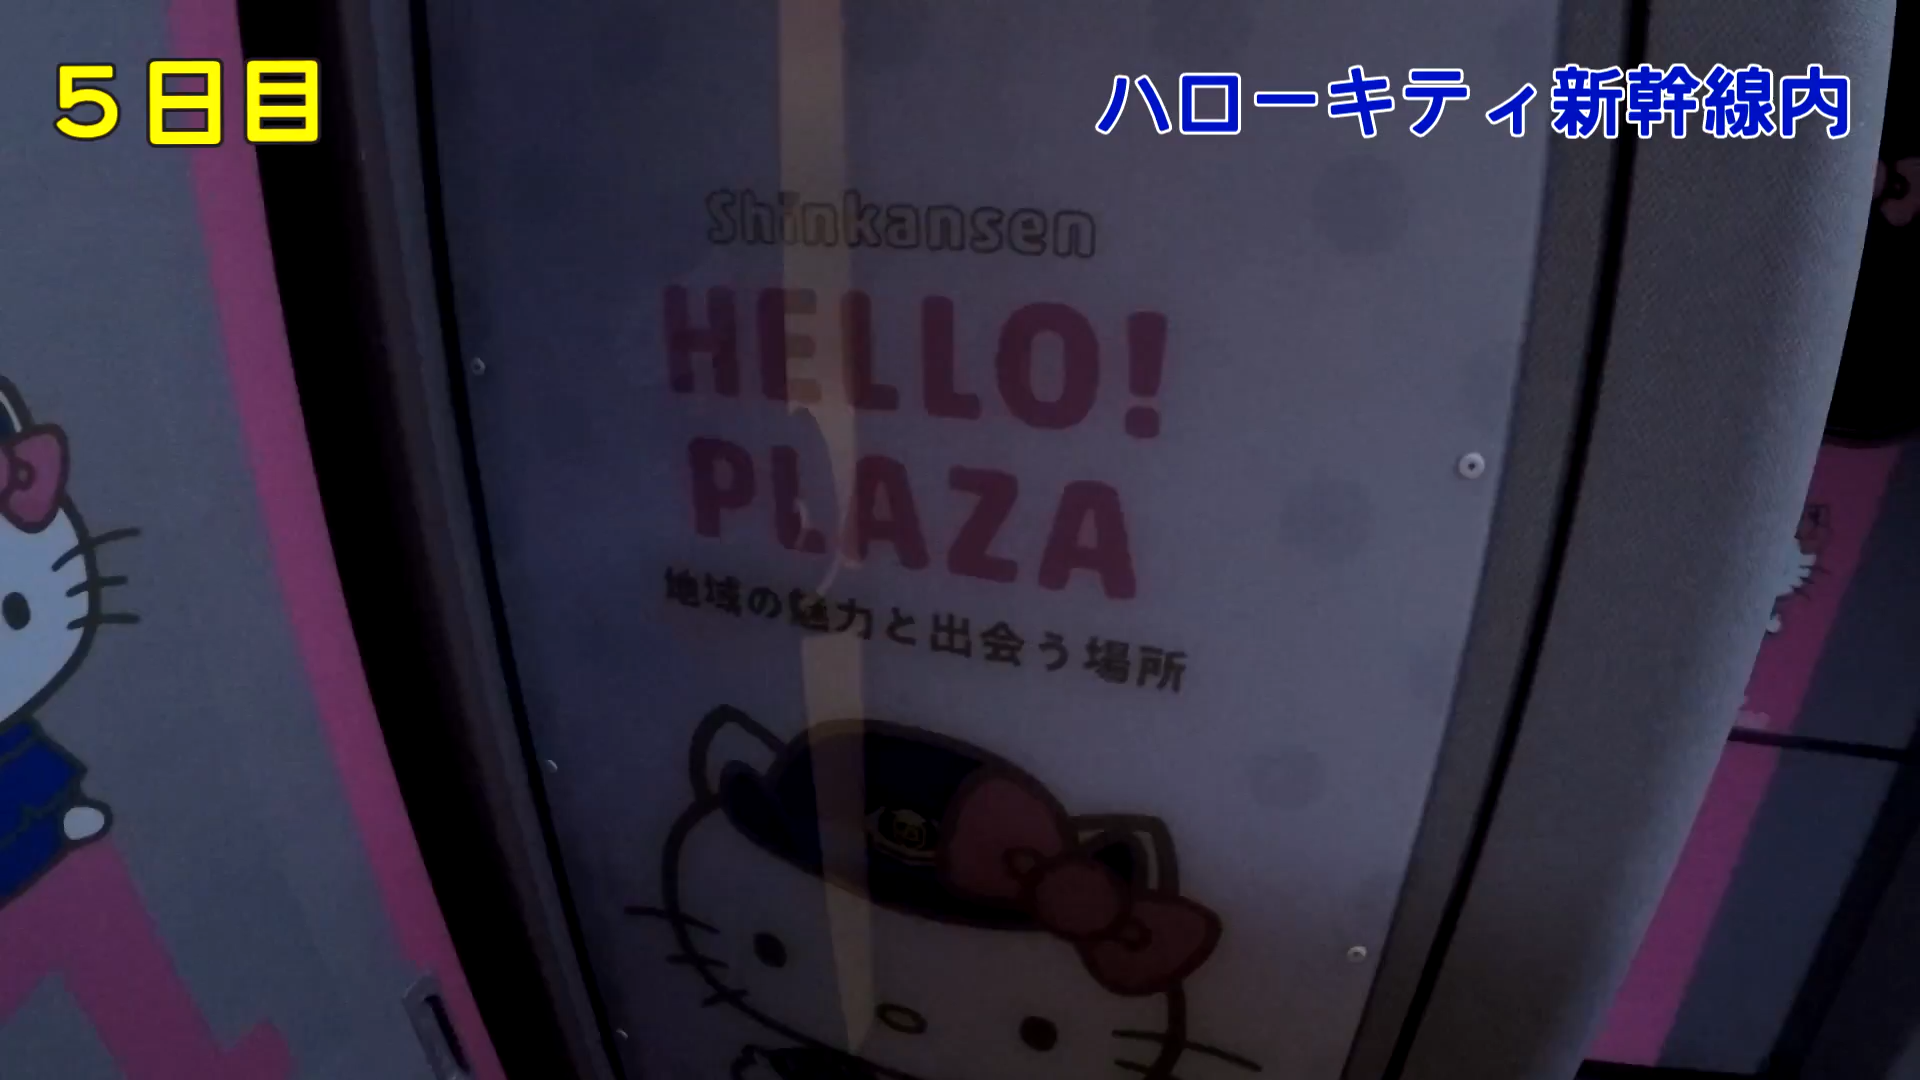 ５日目
ハローキティ新幹線内
Shinkansen
HELLO!
PLAZA
地域の魅力と出会う場所